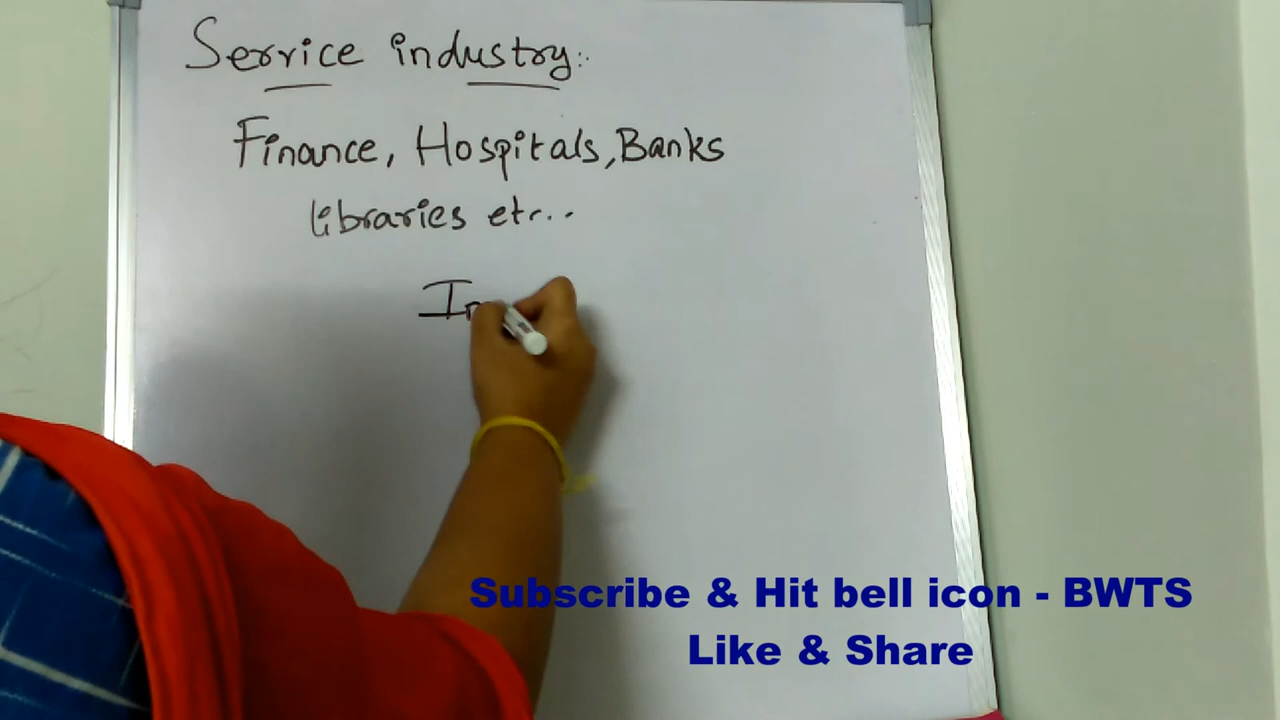 Service industry:
Finance, Hospitals, Banks
libraries etc..
Subscribe & Hit bell icon - BWTS
Like & Share